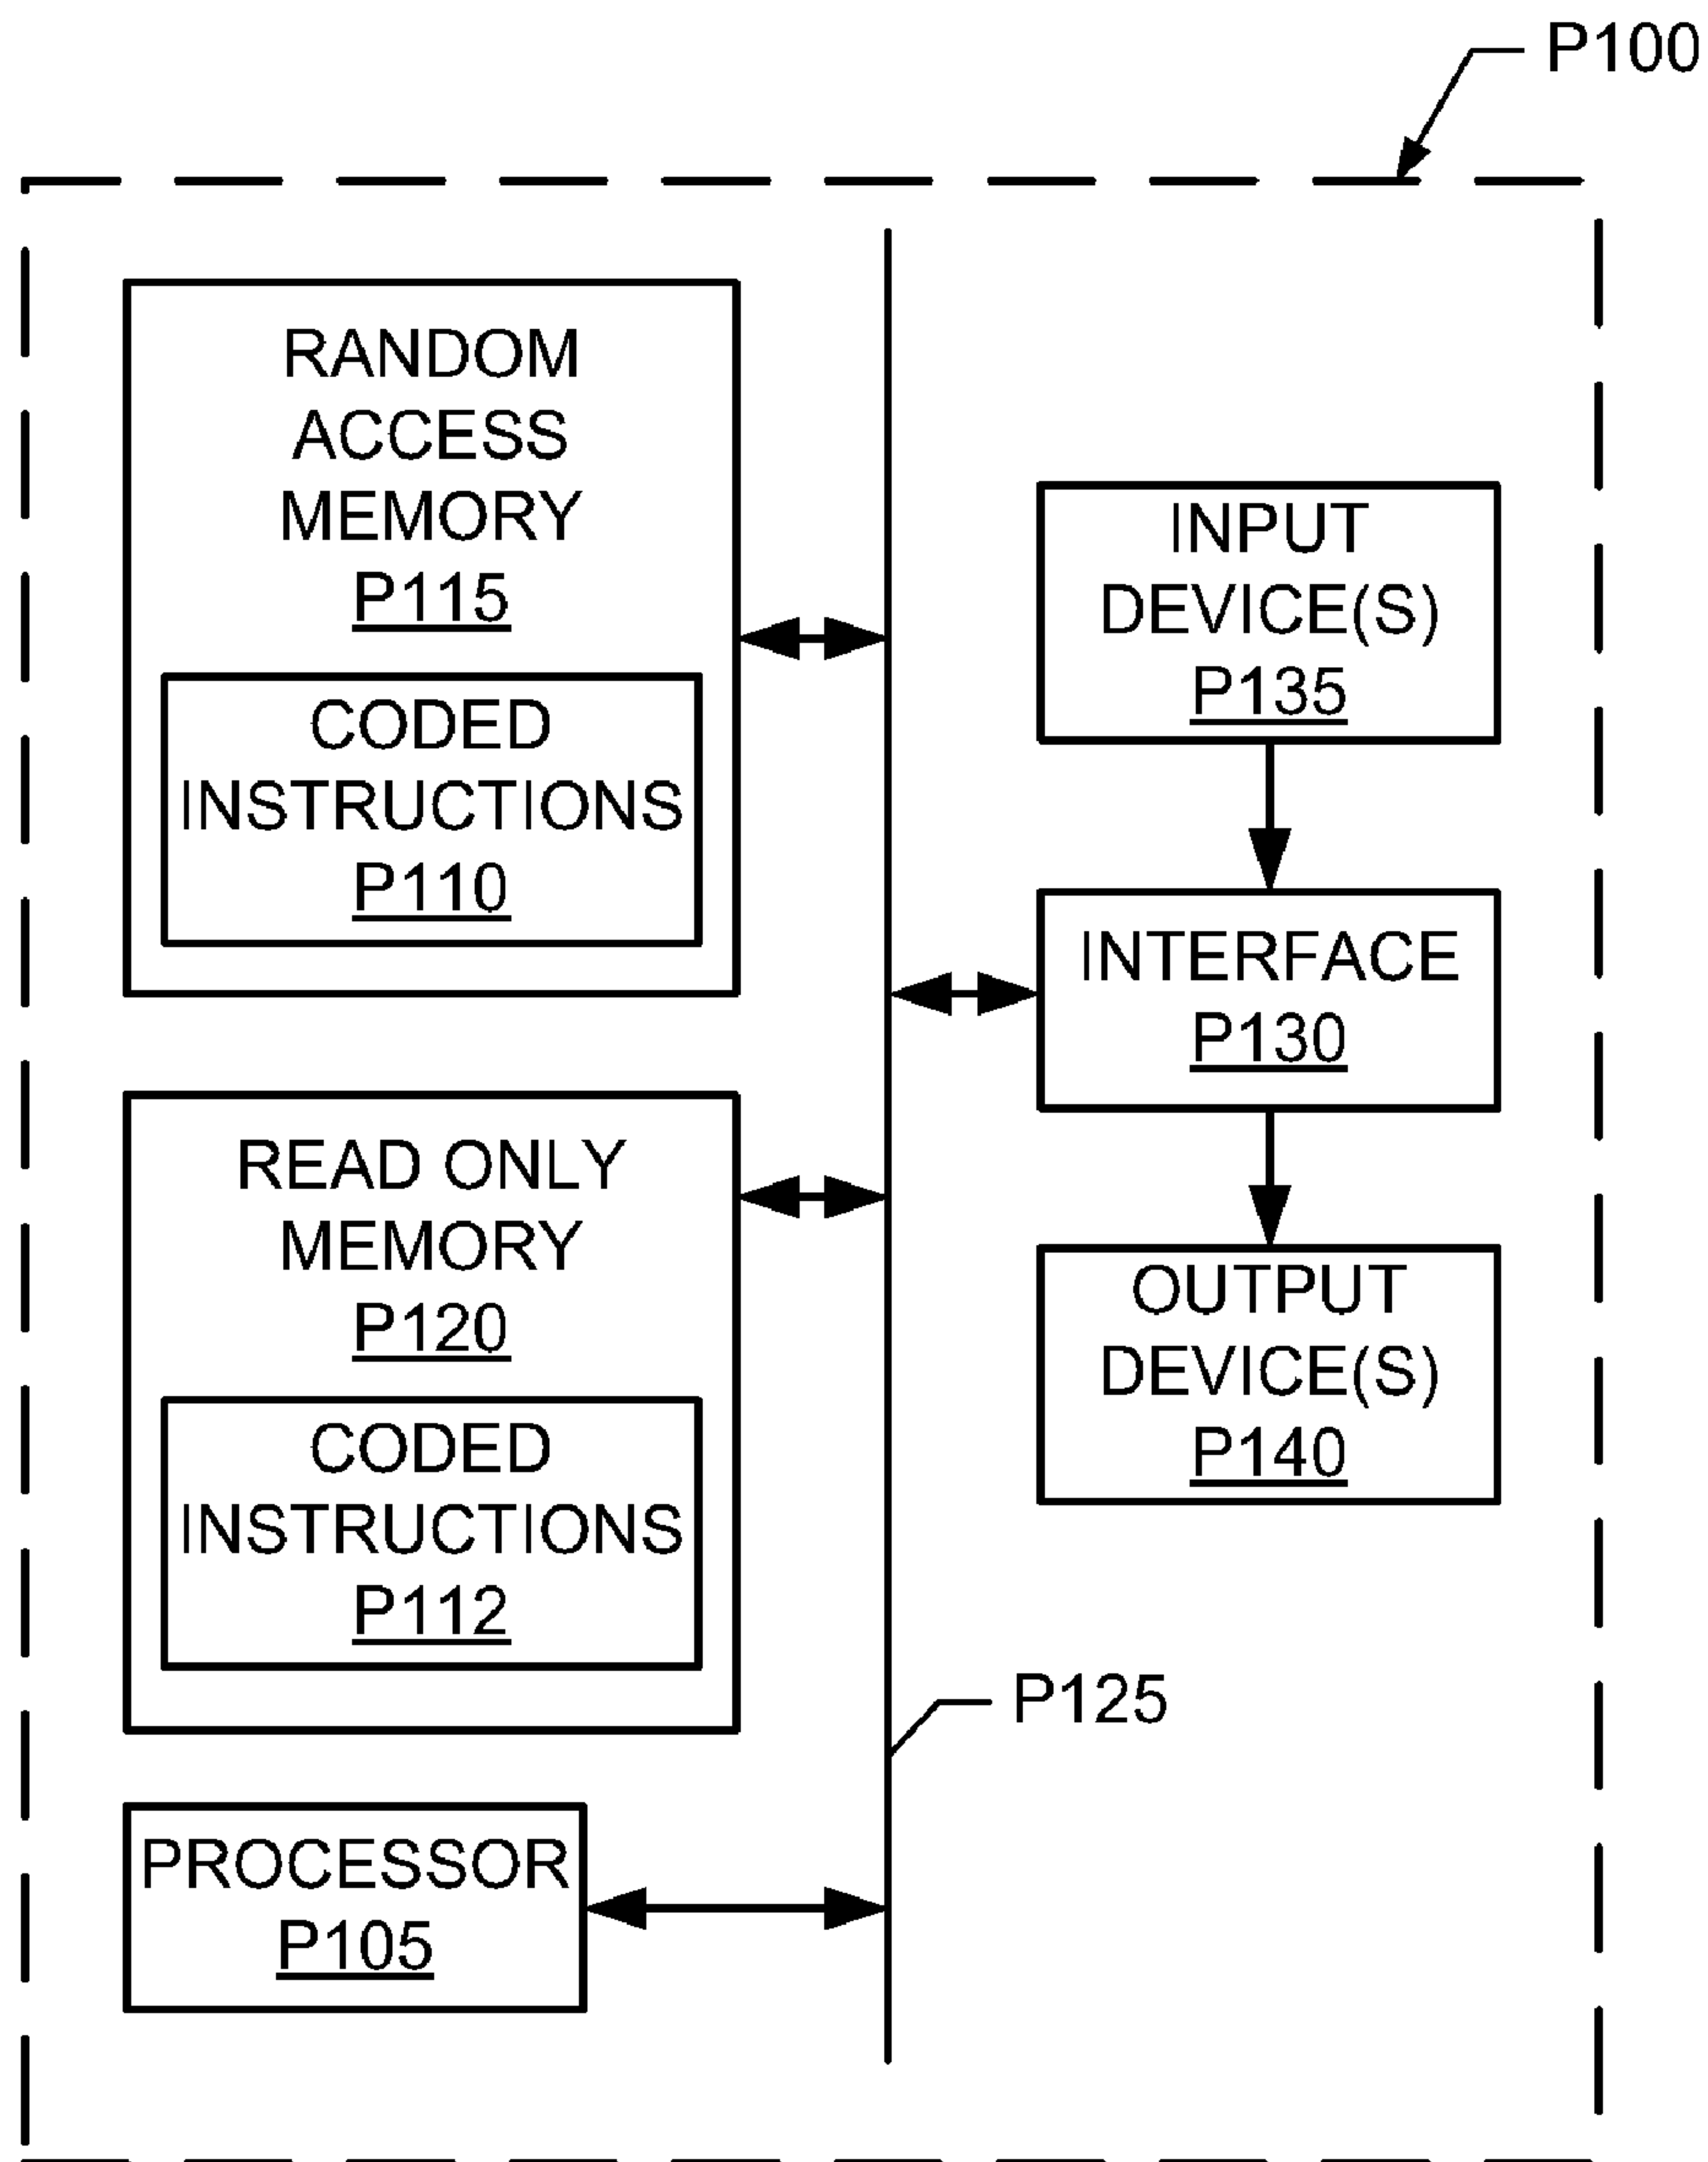 P100
RANDOM
ACCESS
MEMORY
P115
CODED
INSTRUCTIONS
P110
READ ONLY
MEMORY
P120
CODED
INSTRUCTIONS
P112
PROCESSOR
P105
INPUT
DEVICE(S)
P135
INTERFACE
P130
OUTPUT
DEVICE(S)
P140
P125